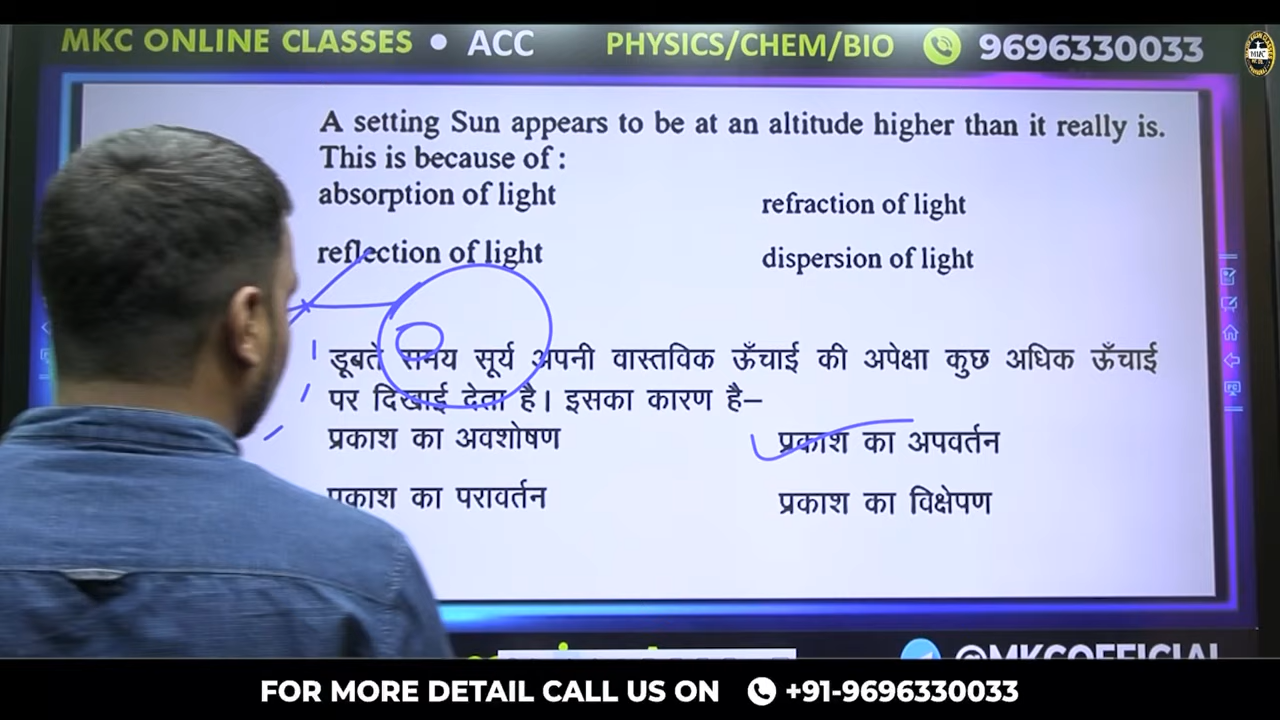 MKC ONLINE CLASSES • ACC PHYSICS/CHEM/BIO 9696330033
MKC
A setting Sun appears to be at an altitude higher than it really is.
This is because of :
absorption of light refraction of light
reflection of light dispersion of light
डूबते समय सूर्य अपनी वास्तविक ऊँचाई की अपेक्षा कुछ अधिक ऊँचाई
पर दिखाई देता है। इसका कारण है–
प्रकाश का अवशोषण प्रकाश का अपवर्तन
प्रकाश का परावर्तन प्रकाश का विक्षेपण
@MKCOFFICIAL
FOR MORE DETAIL CALL US ON +91-9696330033